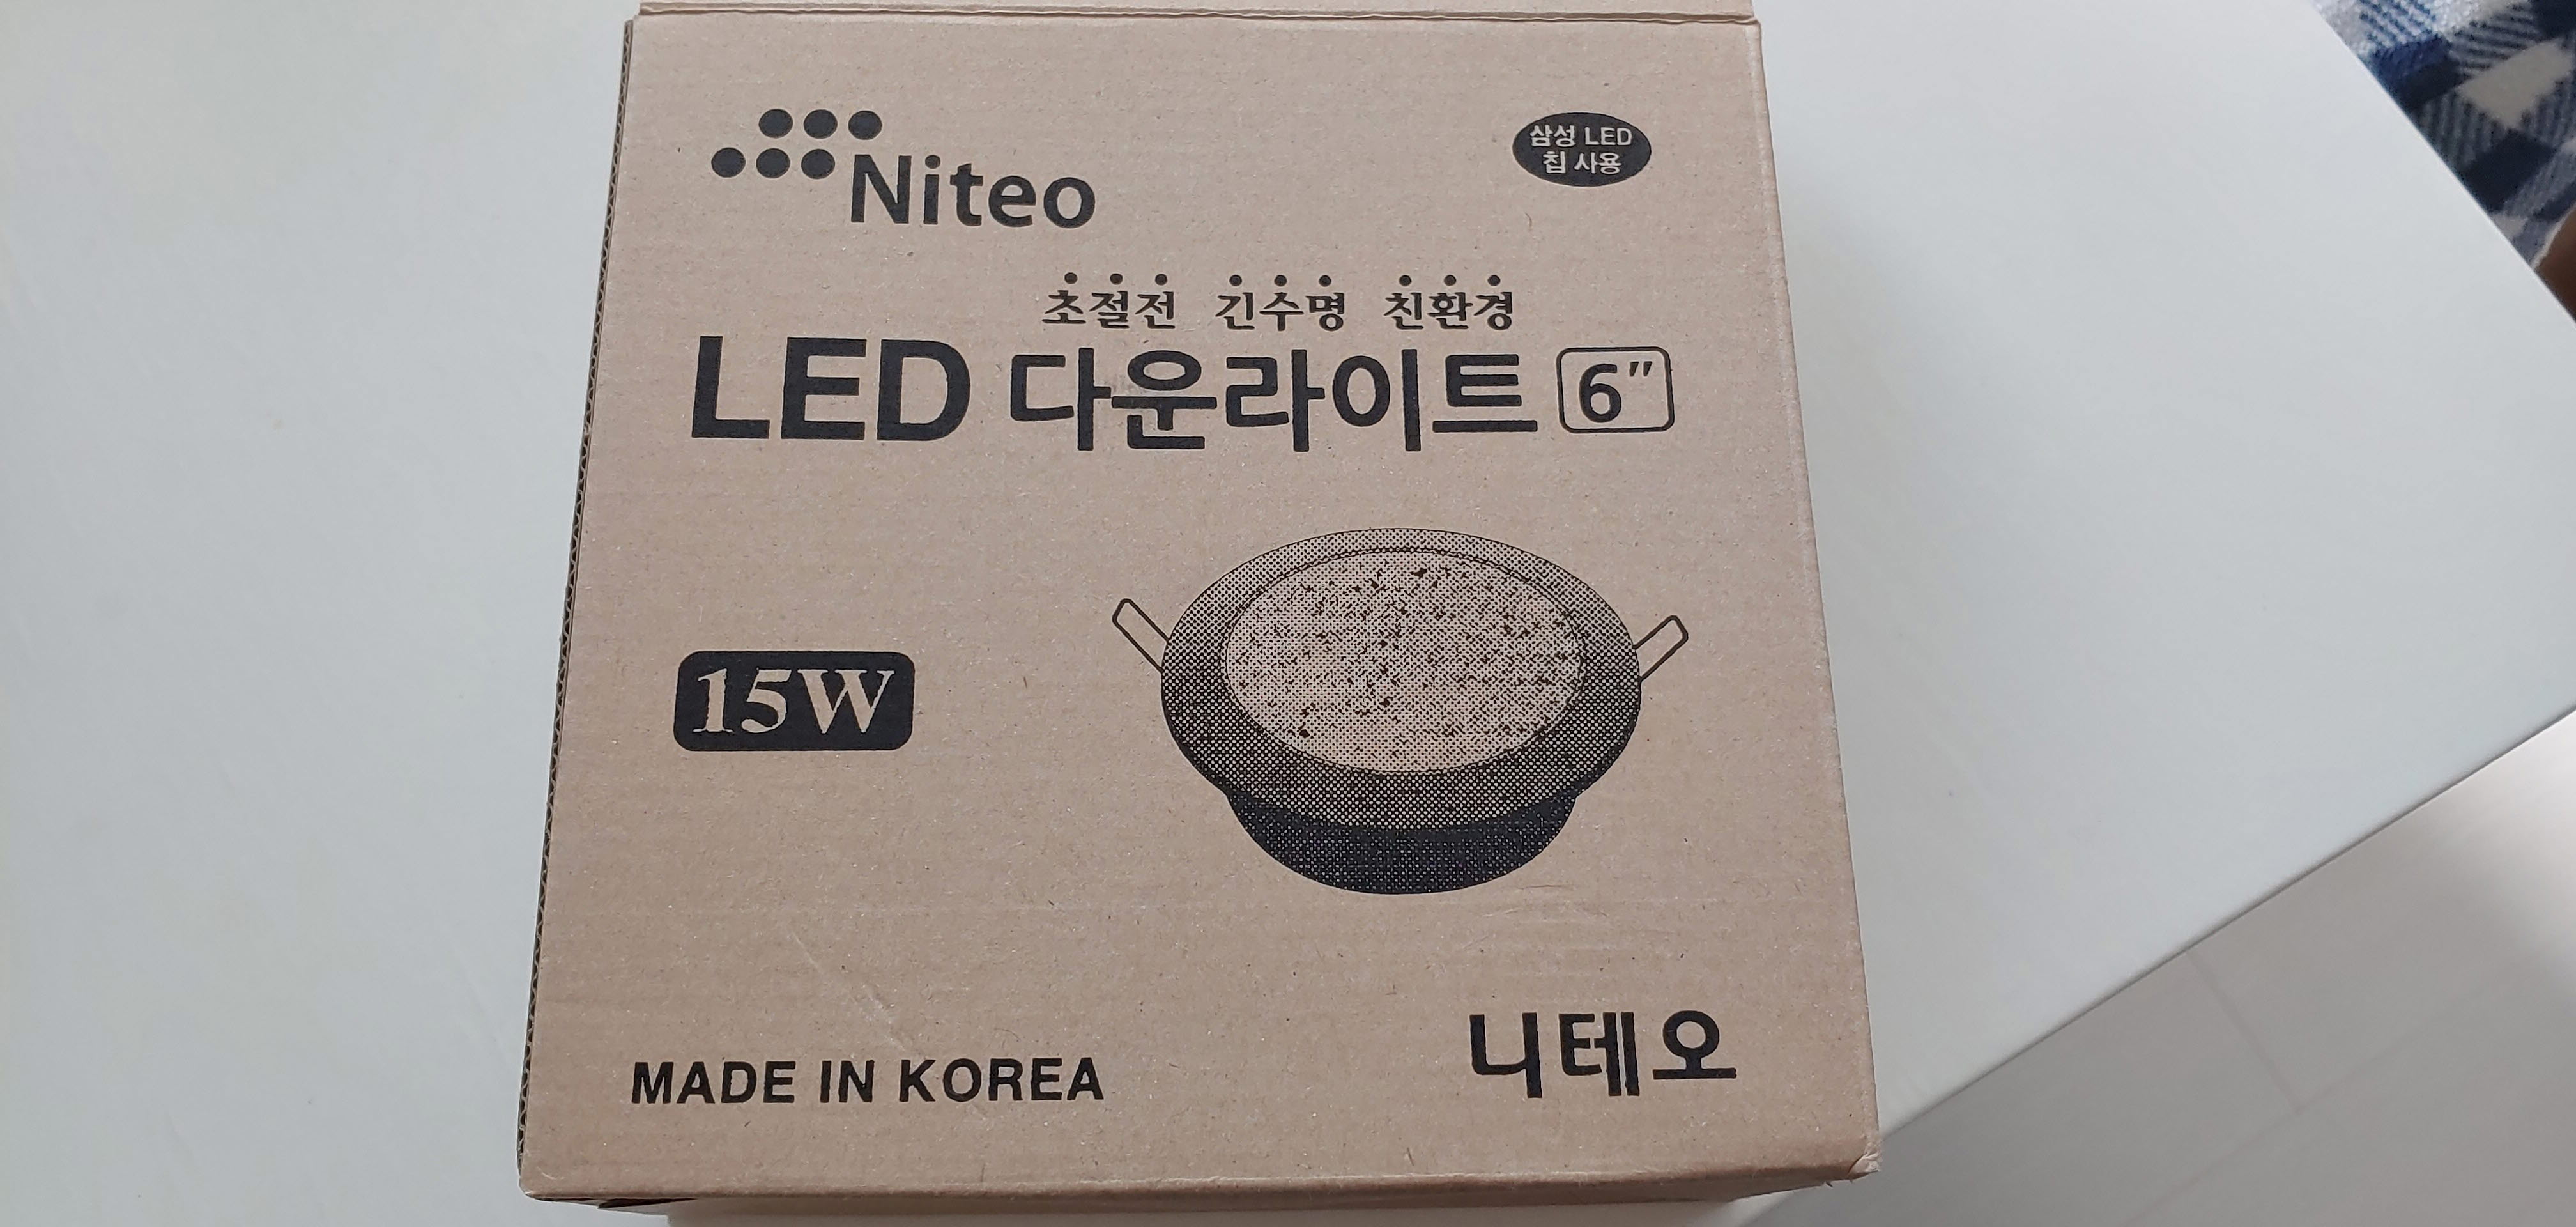 Niteo
삼성 LED
칩 사용
초절전 긴수명 친환경
LED 다운라이트 6"
15W
MADE IN KOREA
니테오